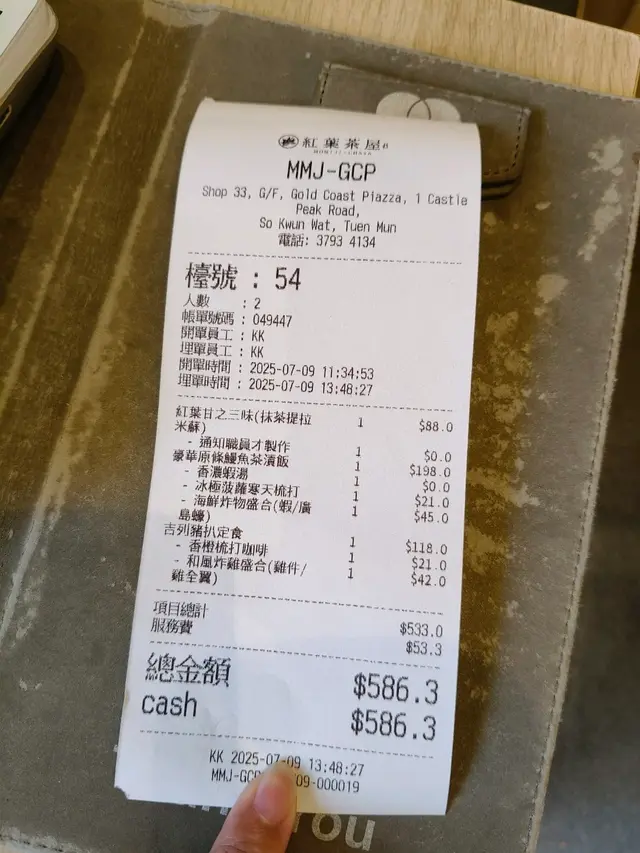 紅葉茶屋
MMJ-GCP
Shop 33, G/F, Gold Coast Piazza, 1 Castle
Peak Road,
So Kwun Wat, Tuen Mun
電話: 3793 4134
檯號 : 54
人數 : 2
帳單號碼 : 049447
開單員工 : KK
埋單員工 : KK
開單時間 : 2025-07-09 11:34:53
埋單時間 : 2025-07-09 13:48:27
紅葉甘之三味(抹茶提拉 1 $88.0
米蘇)
- 通知職員才製作 1 $0.0
豪華原條鰻魚茶漬飯 1 $198.0
- 香濃蝦湯 1 $0.0
- 冰極菠蘿寒天梳打 1 $21.0
- 海鮮炸物盛合(蝦/廣 1 $45.0
島蠔)
吉列豬扒定食 1 $118.0
- 香橙梳打咖啡 1 $21.0
- 和風炸雞盛合(雞件/ 1 $42.0
雞全翼)
項目總計 $533.0
服務費 $53.3
總金額 $586.3
cash $586.3
KK 2025-07-09 13:48:27
MMJ-GCP 09-000019
you